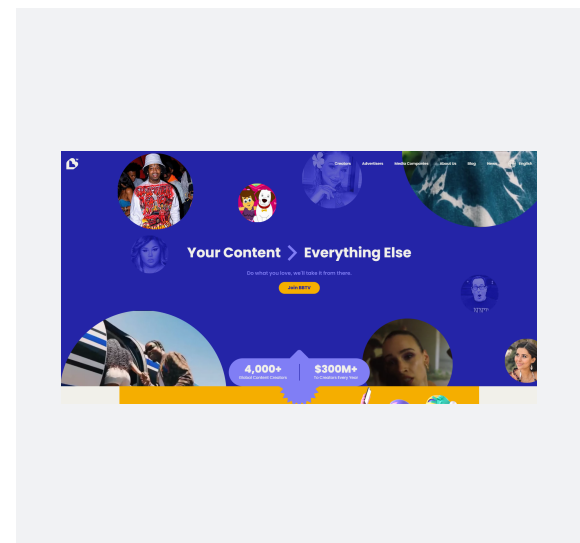 Creators Advertisers Media Companies About Us Blog English
Your Content > Everything Else
Do what you love, we'll take it from there.
Join BBTV
4,000+ $300M+
Global Content Creators To Creators Every Year